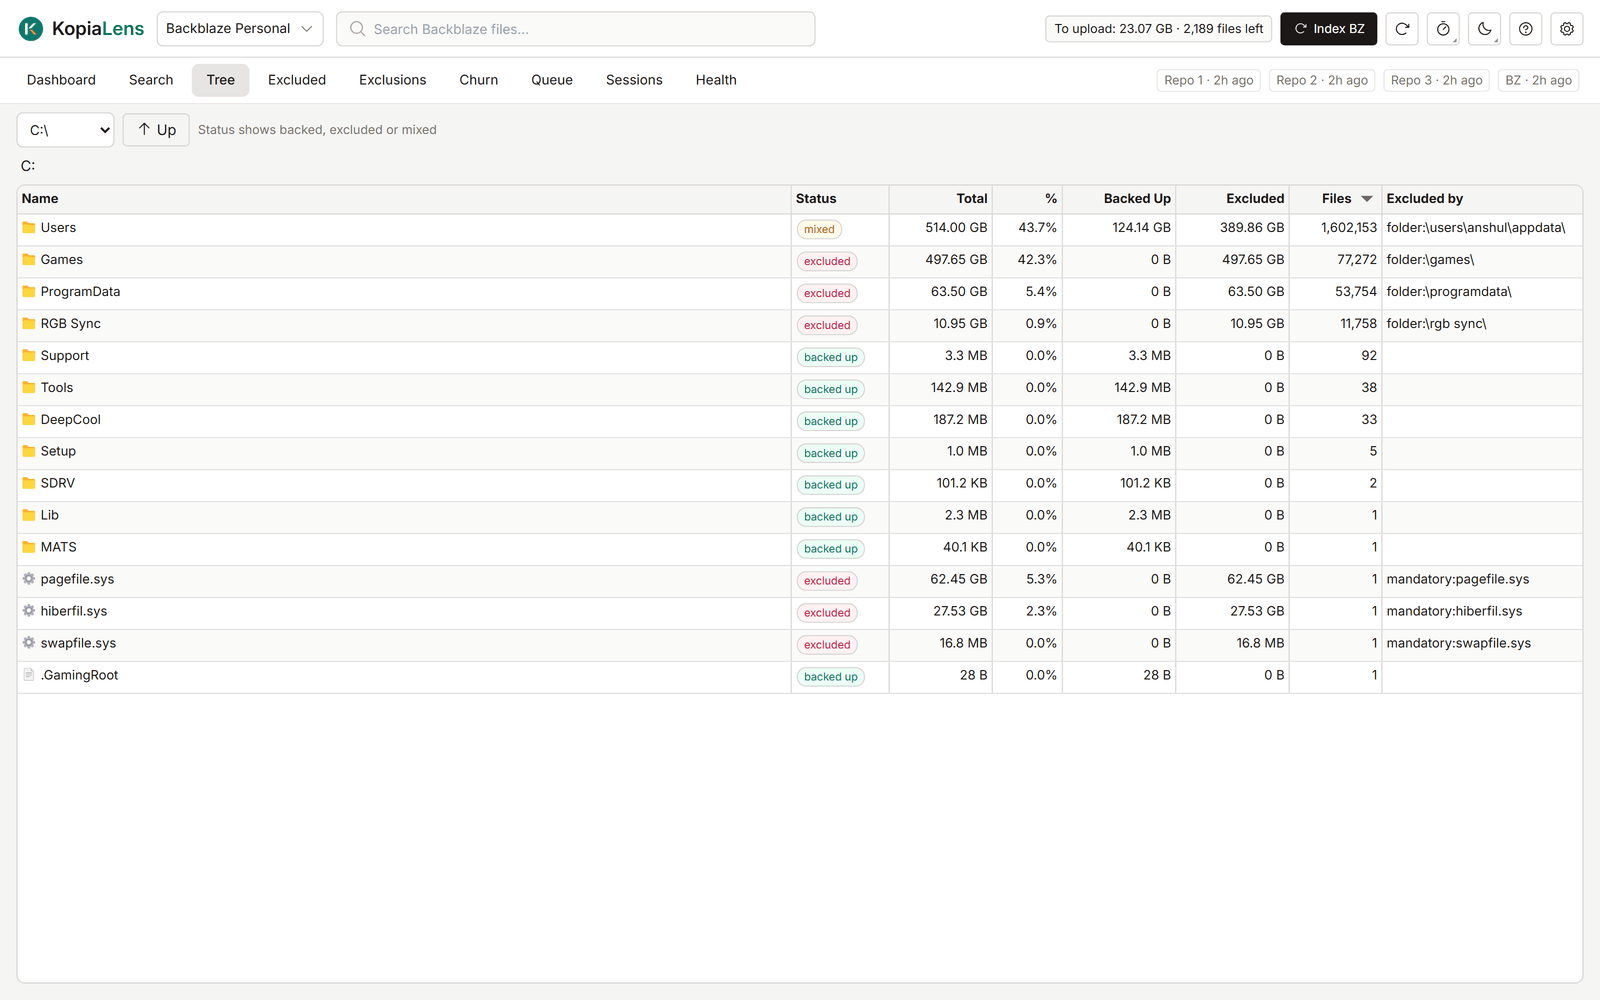 KopiaLens
Backblaze Personal
Search Backblaze files...
To upload: 23.07 GB · 2,189 files left
Index BZ
Dashboard Search Tree Excluded Exclusions Churn Queue Sessions Health
Repo 1 · 2h ago Repo 2 · 2h ago Repo 3 · 2h ago BZ · 2h ago
C:\ Up Status shows backed, excluded or mixed
C:
Name Status Total % Backed Up Excluded Files Excluded by
Users mixed 514.00 GB 43.7% 124.14 GB 389.86 GB 1,602,153 folder:\users\anshul\appdata\
Games excluded 497.65 GB 42.3% 0 B 497.65 GB 77,272 folder:\games\
ProgramData excluded 63.50 GB 5.4% 0 B 63.50 GB 53,754 folder:\programdata\
RGB Sync excluded 10.95 GB 0.9% 0 B 10.95 GB 11,758 folder:\rgb sync\
Support backed up 3.3 MB 0.0% 3.3 MB 0 B 92
Tools backed up 142.9 MB 0.0% 142.9 MB 0 B 38
DeepCool backed up 187.2 MB 0.0% 187.2 MB 0 B 33
Setup backed up 1.0 MB 0.0% 1.0 MB 0 B 5
SDRV backed up 101.2 KB 0.0% 101.2 KB 0 B 2
Lib backed up 2.3 MB 0.0% 2.3 MB 0 B 1
MATS backed up 40.1 KB 0.0% 40.1 KB 0 B 1
pagefile.sys excluded 62.45 GB 5.3% 0 B 62.45 GB 1 mandatory:pagefile.sys
hiberfil.sys excluded 27.53 GB 2.3% 0 B 27.53 GB 1 mandatory:hiberfil.sys
swapfile.sys excluded 16.8 MB 0.0% 0 B 16.8 MB 1 mandatory:swapfile.sys
.GamingRoot backed up 28 B 0.0% 28 B 0 B 1